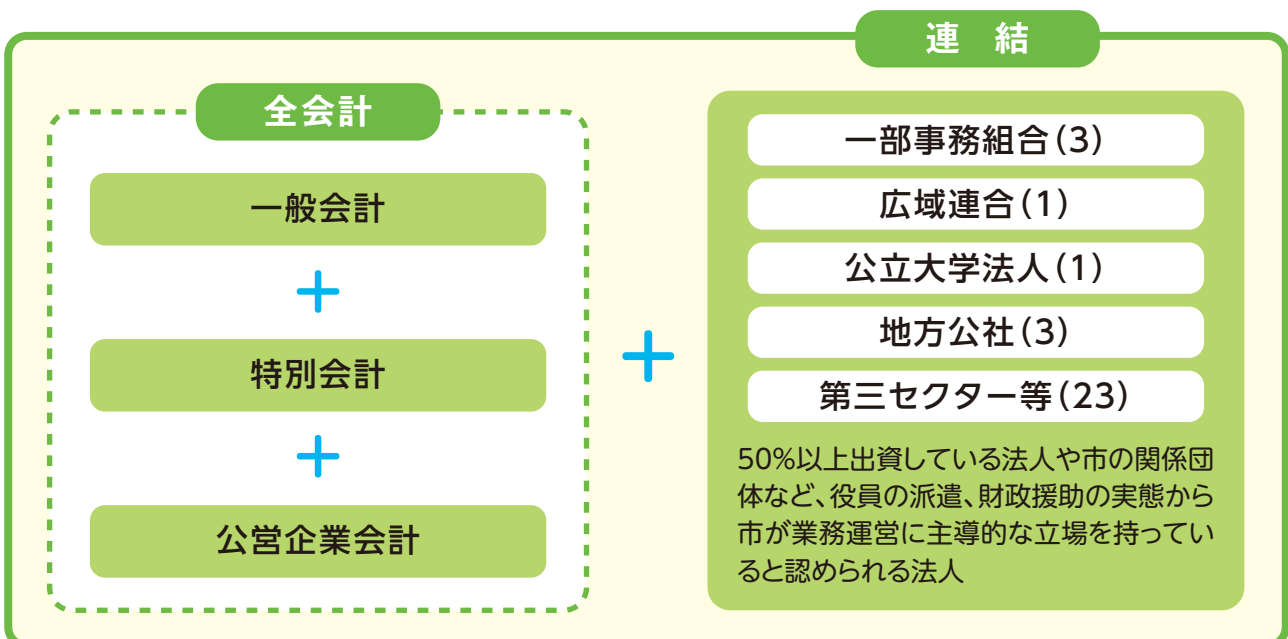 連 結
全会計
一般会計
+
特別会計
+
公営企業会計
+
一部事務組合(3)
広域連合(1)
公立大学法人(1)
地方公社(3)
第三セクター等(23)
50%以上出資している法人や市の関係団
体など、役員の派遣、財政援助の実態から
市が業務運営に主導的な立場を持ってい
ると認められる法人